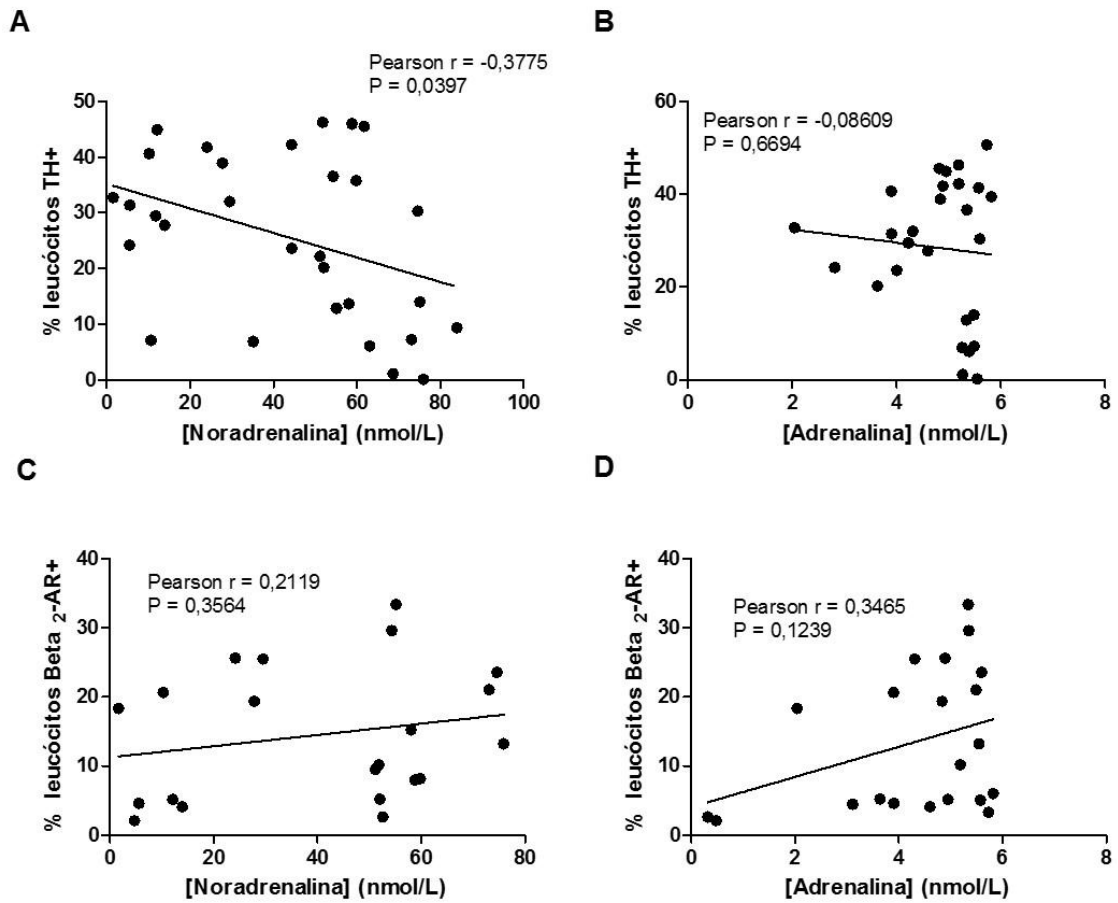 A
Pearson r = -0,3775
P = 0,0397
% leucócitos TH+
50
40
30
20
10
0
0 20 40 60 80 100
[Noradrenalina] (nmol/L)
B
Pearson r = -0,08609
P = 0,6694
% leucócitos TH+
60
40
20
0
0 2 4 6 8
[Adrenalina] (nmol/L)
C
Pearson r = 0,2119
P = 0,3564
% leucócitos Beta 2-AR+
40
30
20
10
0
0 20 40 60 80
[Noradrenalina] (nmol/L)
D
Pearson r = 0,3465
P = 0,1239
% leucócitos Beta 2-AR+
40
30
20
10
0
0 2 4 6 8
[Adrenalina] (nmol/L)